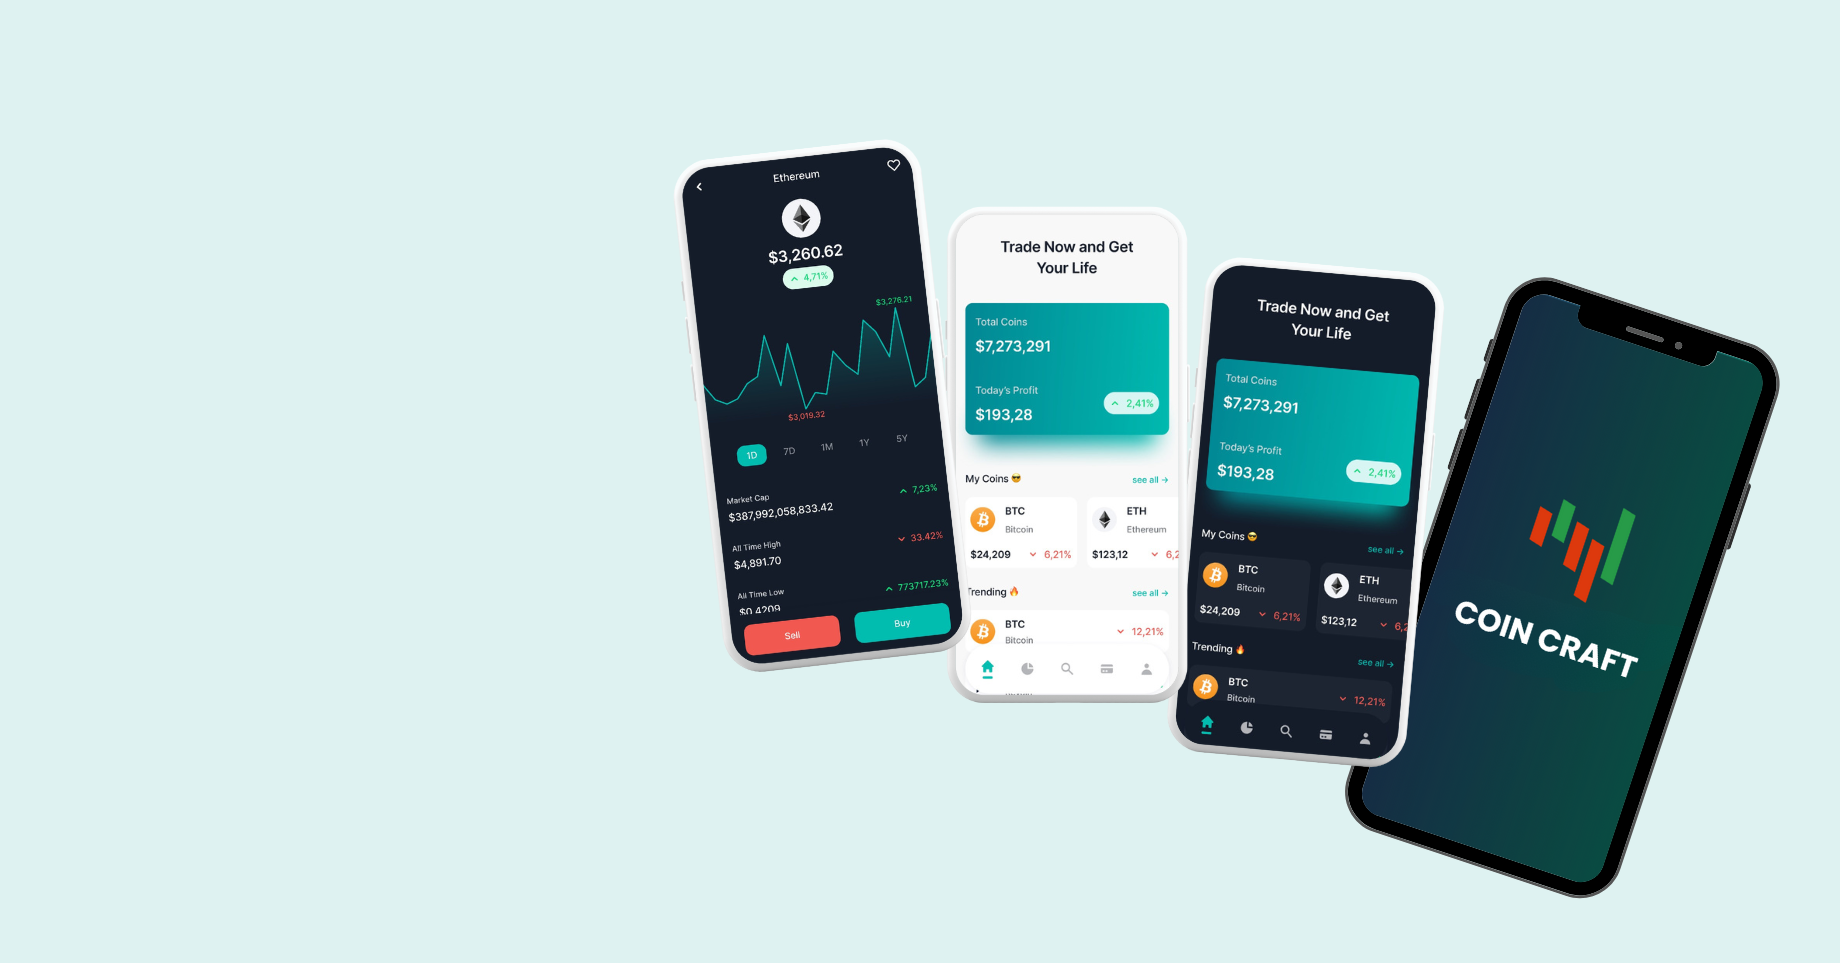 Ethereum
$3,260.62
4,71%
$3,276.21
$3,019.32
1D 7D 1M 1Y 5Y
Market Cap
7,23%
$387,992,058,833.42
All Time High
33.42%
$4,891.70
All Time Low
773717.23%
$0.4209
Sell Buy
Trade Now and Get
Your Life
Total Coins
$7,273,291
Today's Profit
$193,28
2,41%
My Coins 😎 see all →
BTC
Bitcoin
$24,209 6,21%
ETH
Ethereum
$123,12 6,2
Trending 🔥 see all →
BTC
Bitcoin
12,21%
Trade Now and Get
Your Life
Total Coins
$7,273,291
Today's Profit
$193,28
2,41%
My Coins 😎 see all →
BTC
Bitcoin
$24,209 6,21%
ETH
Ethereum
$123,12 6,2
Trending 🔥 see all →
BTC
Bitcoin
12,21%
COIN CRAFT